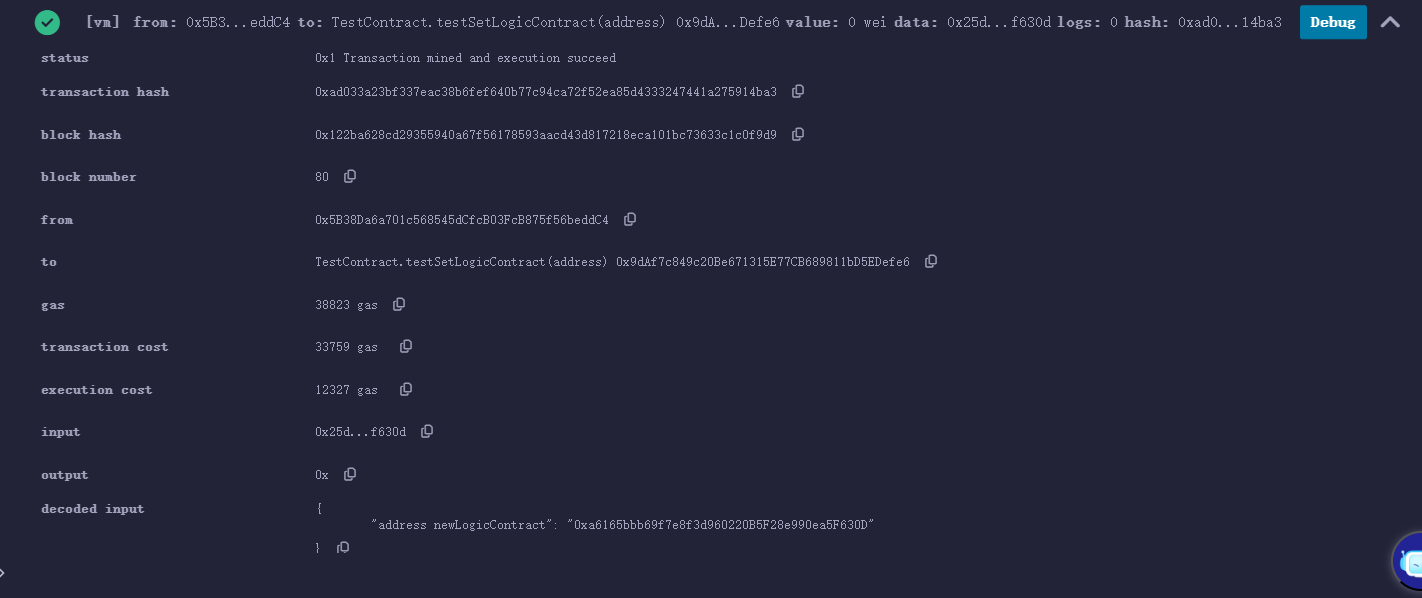 [vm] from: 0x5B3...eddC4 to: TestContract.testSetLogicContract(address) 0x9dA...Defe6 value: 0 wei data: 0x25d...f630d logs: 0 hash: 0xad0...14ba3 Debug
status 0x1 Transaction mined and execution succeed
transaction hash 0xad033a23bf337eac38b6fef640b77c94ca72f52ea85d4333247441a275914ba3
block hash 0x122ba628cd29355940a67f56178593aacd43d817218eca101bc73633c1c0f9d9
block number 80
from 0x5B38Da6a701c568545dCfcB03FcB875f56beddC4
to TestContract.testSetLogicContract(address) 0x9dAf7c849c20Be671315E77CB689811bD5EDefe6
gas 38823 gas
transaction cost 33759 gas
execution cost 12327 gas
input 0x25d...f630d
output 0x
decoded input {
"address newLogicContract": "0xa6165bbb69f7e8f3d960220B5F28e990ea5F630D"
}